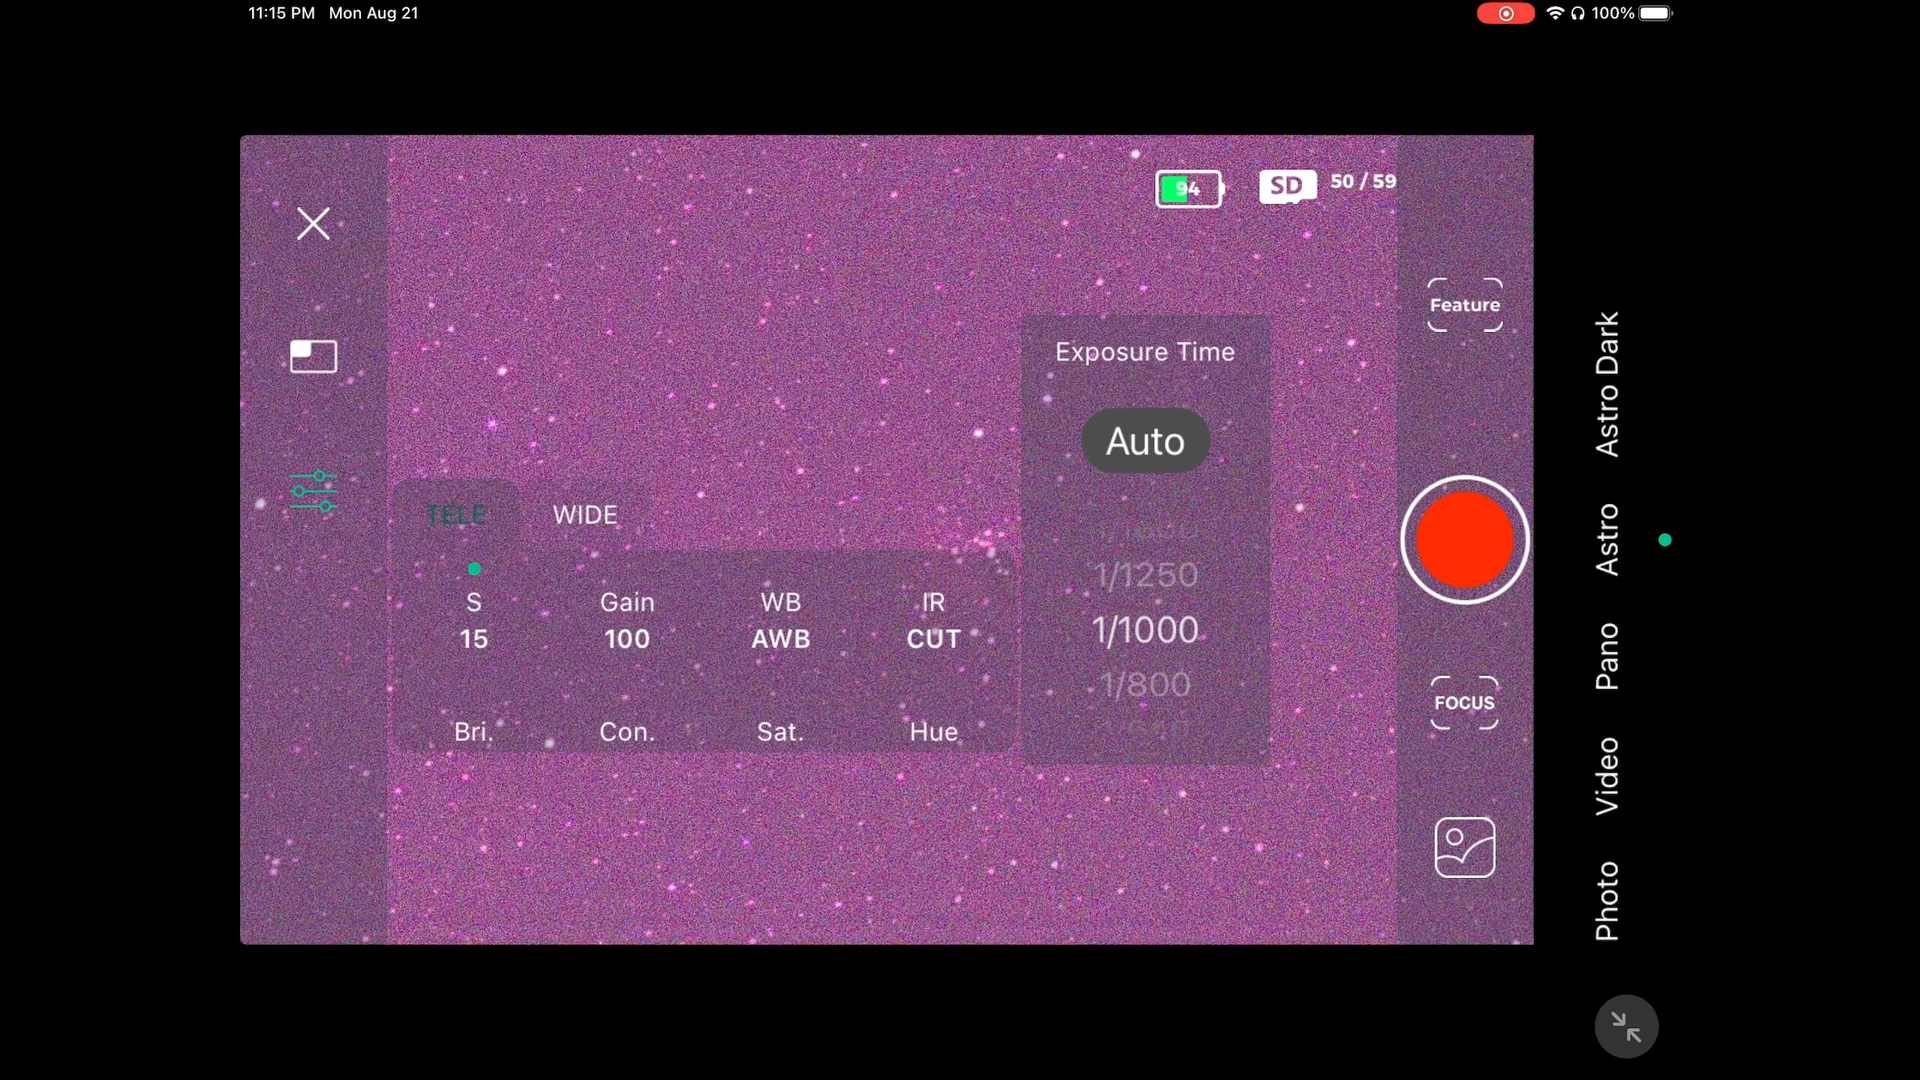 11:15 PM Mon Aug 21
100%
94
SD
50 / 59
Feature
Exposure Time
Auto
TELE
WIDE
1/1250
1/1000
1/800
S
Gain
WB
IR
15
100
AWB
CUT
Bri.
Con.
Sat.
Hue
FOCUS
Astro Dark
Astro
Pano
Video
Photo